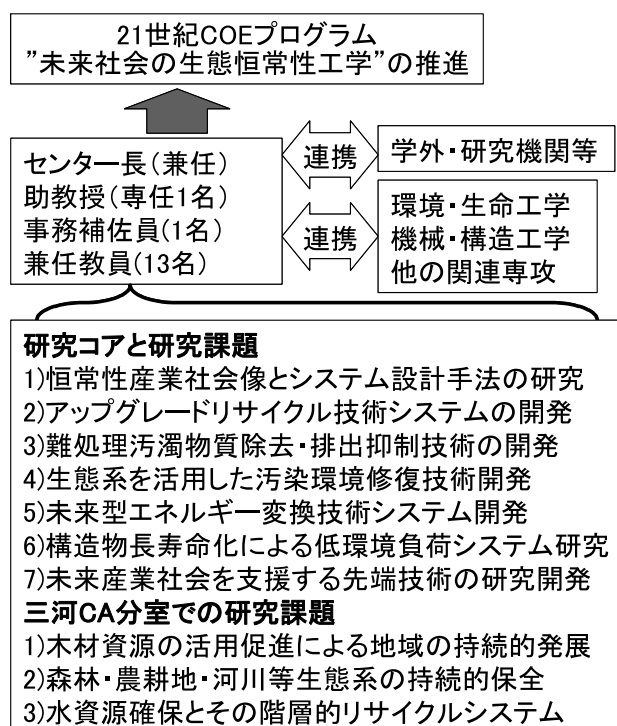 21世紀COEプログラム
”未来社会の生態恒常性工学”の推進
センター長(兼任)
助教授(専任1名)
事務補佐員(1名)
兼任教員(13名)
連携
学外・研究機関等
連携
環境・生命工学
機械・構造工学
他の関連専攻
研究コアと研究課題
1)恒常性産業社会像とシステム設計手法の研究
2)アップグレードリサイクル技術システムの開発
3)難処理汚濁物質除去・排出抑制技術の開発
4)生態系を活用した汚染環境修復技術開発
5)未来型エネルギー変換技術システム開発
6)構造物長寿命化による低環境負荷システム研究
7)未来産業社会を支援する先端技術の研究開発
三河CA分室での研究課題
1)木材資源の活用促進による地域の持続的発展
2)森林・農耕地・河川等生態系の持続的保全
3)水資源確保とその階層的リサイクルシステム